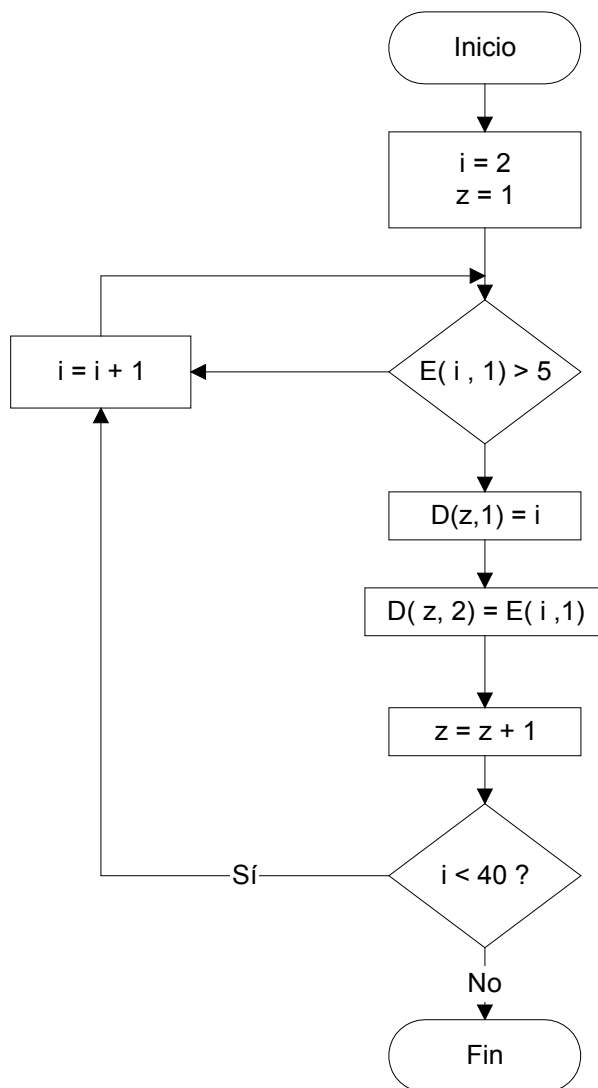 Inicio
i = 2
z = 1
E( i , 1) > 5
i = i + 1
D(z,1) = i
D( z, 2) = E( i ,1)
z = z + 1
i < 40 ?
Sí
No
Fin